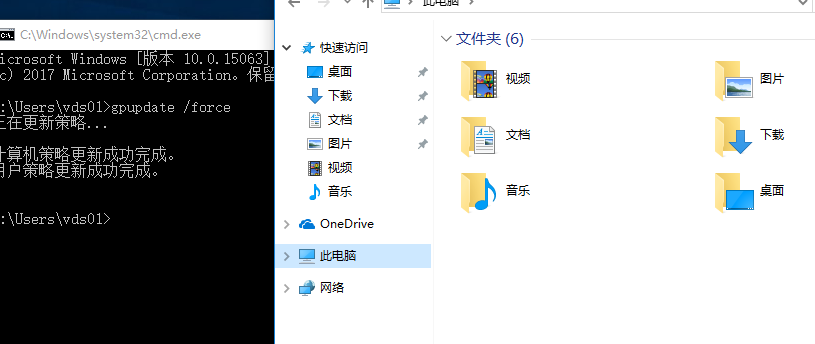 C:\Windows\system32\cmd.exe
icrosoft Windows [版本 10.0.15063]
c) 2017 Microsoft Corporation。保留
:\Users\vds01>gpupdate /force
正在更新策略...
计算机策略更新成功完成。
用户策略更新成功完成。
:\Users\vds01>
此电脑
快速访问
桌面
下载
文档
图片
视频
音乐
OneDrive
此电脑
网络
文件夹 (6)
视频
图片
文档
下载
音乐
桌面